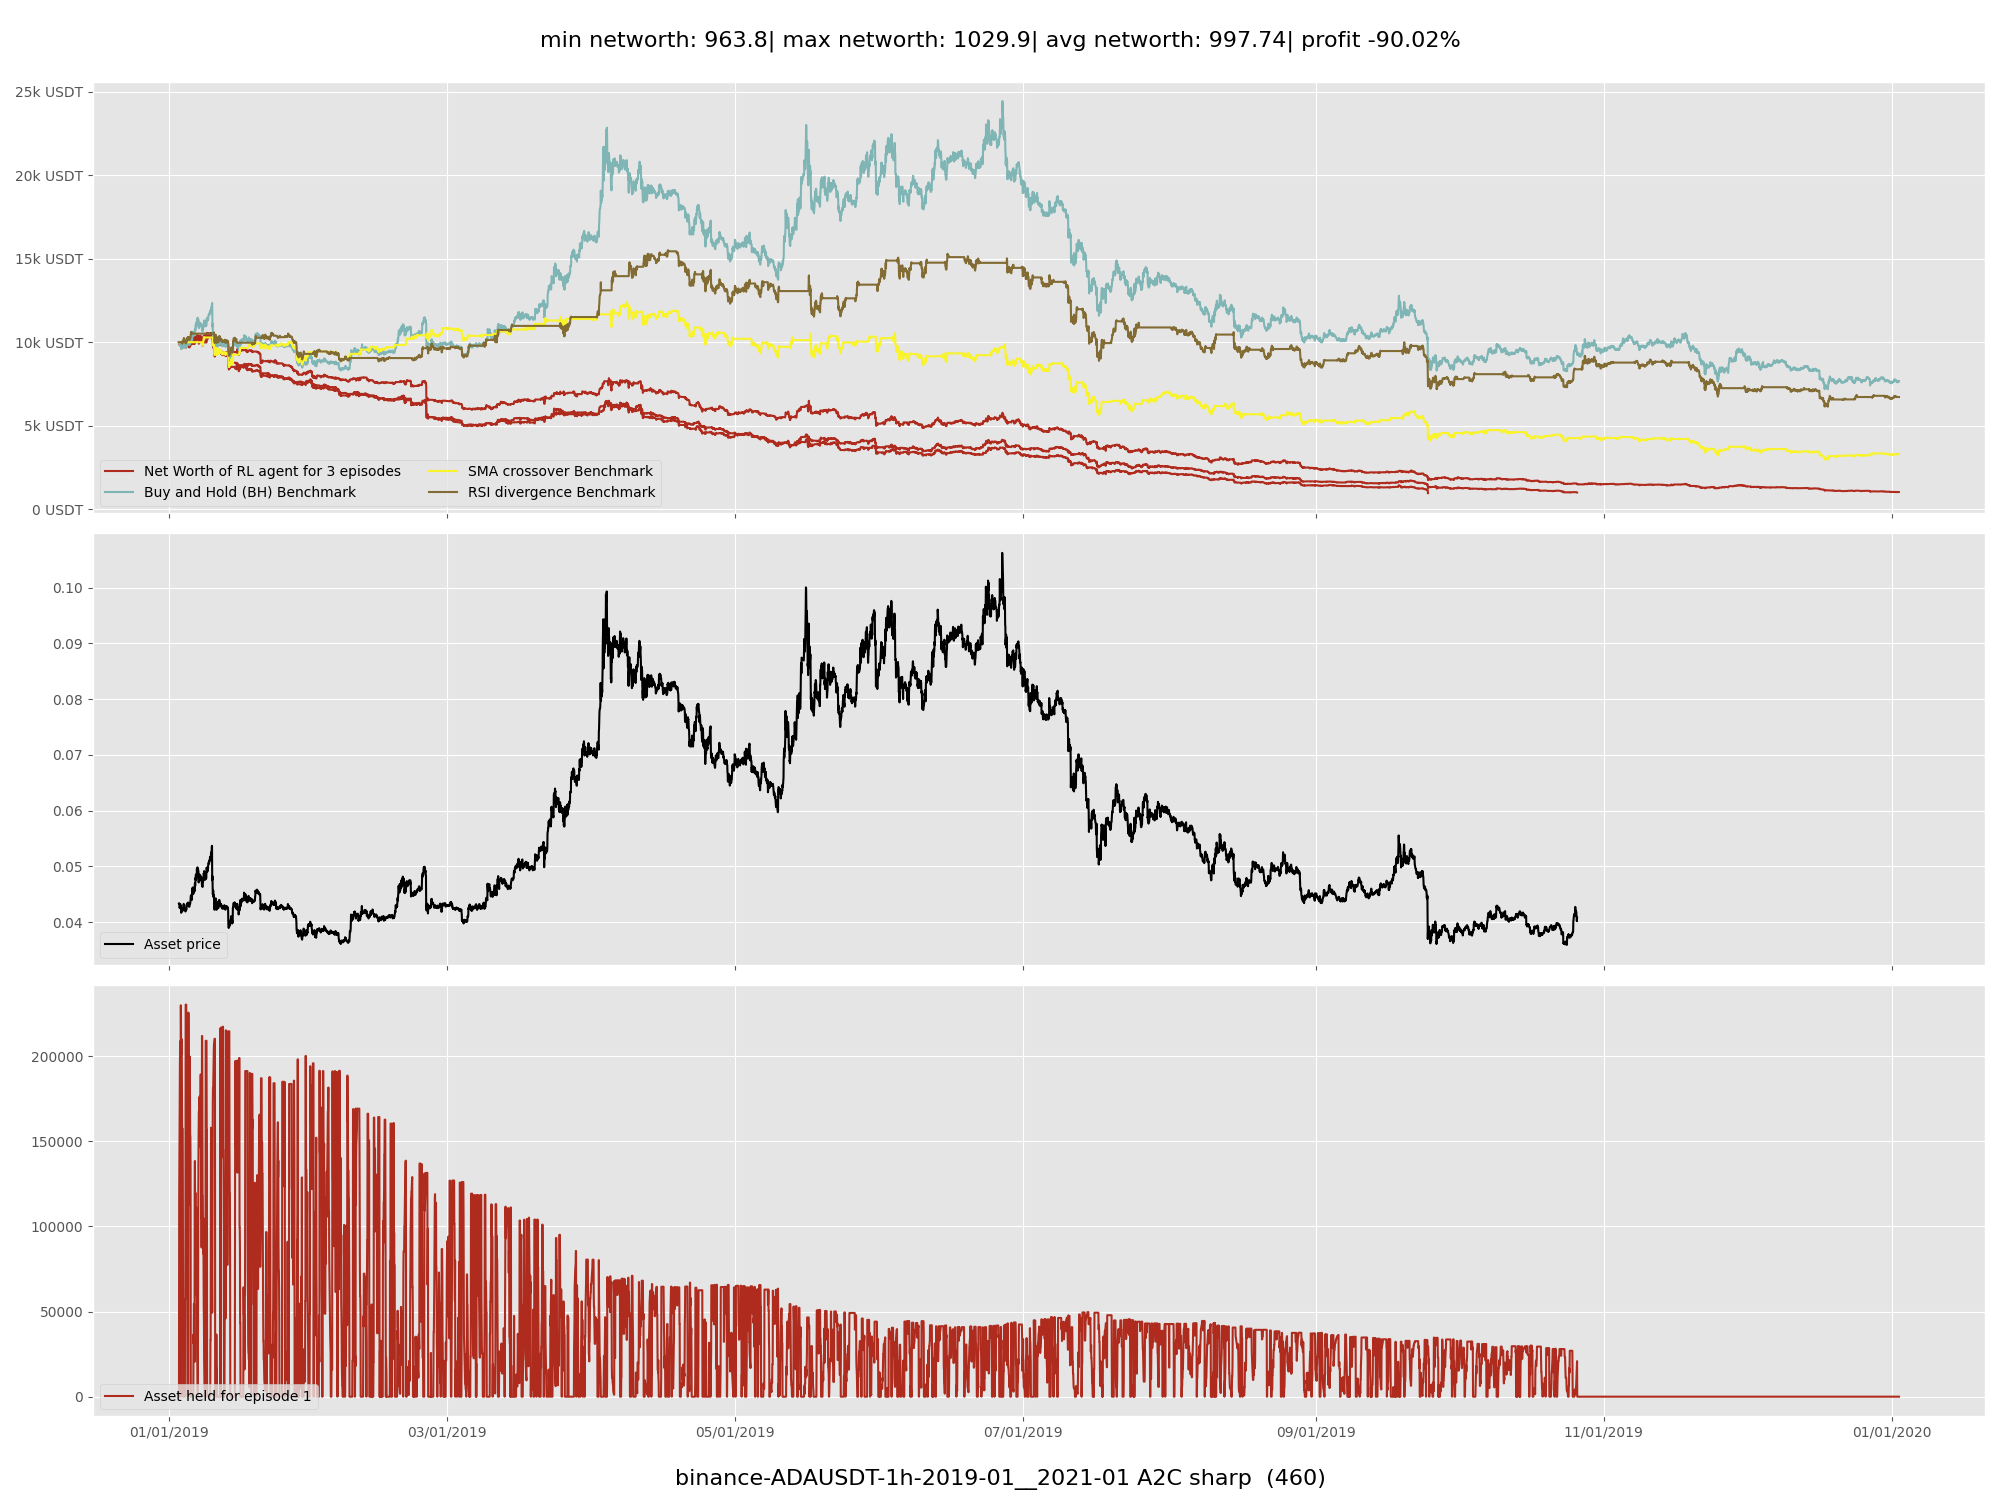 min networth: 963.8| max networth: 1029.9| avg networth: 997.74| profit -90.02%
25k USDT
20k USDT
15k USDT
10k USDT
5k USDT
0 USDT
Net Worth of RL agent for 3 episodes
Buy and Hold (BH) Benchmark
SMA crossover Benchmark
RSI divergence Benchmark
0.10
0.09
0.08
0.07
0.06
0.05
0.04
Asset price
200000
150000
100000
50000
0
Asset held for episode 1
01/01/2019 03/01/2019 05/01/2019 07/01/2019 09/01/2019 11/01/2019 01/01/2020
binance-ADAUSDT-1h-2019-01__2021-01 A2C sharp (460)